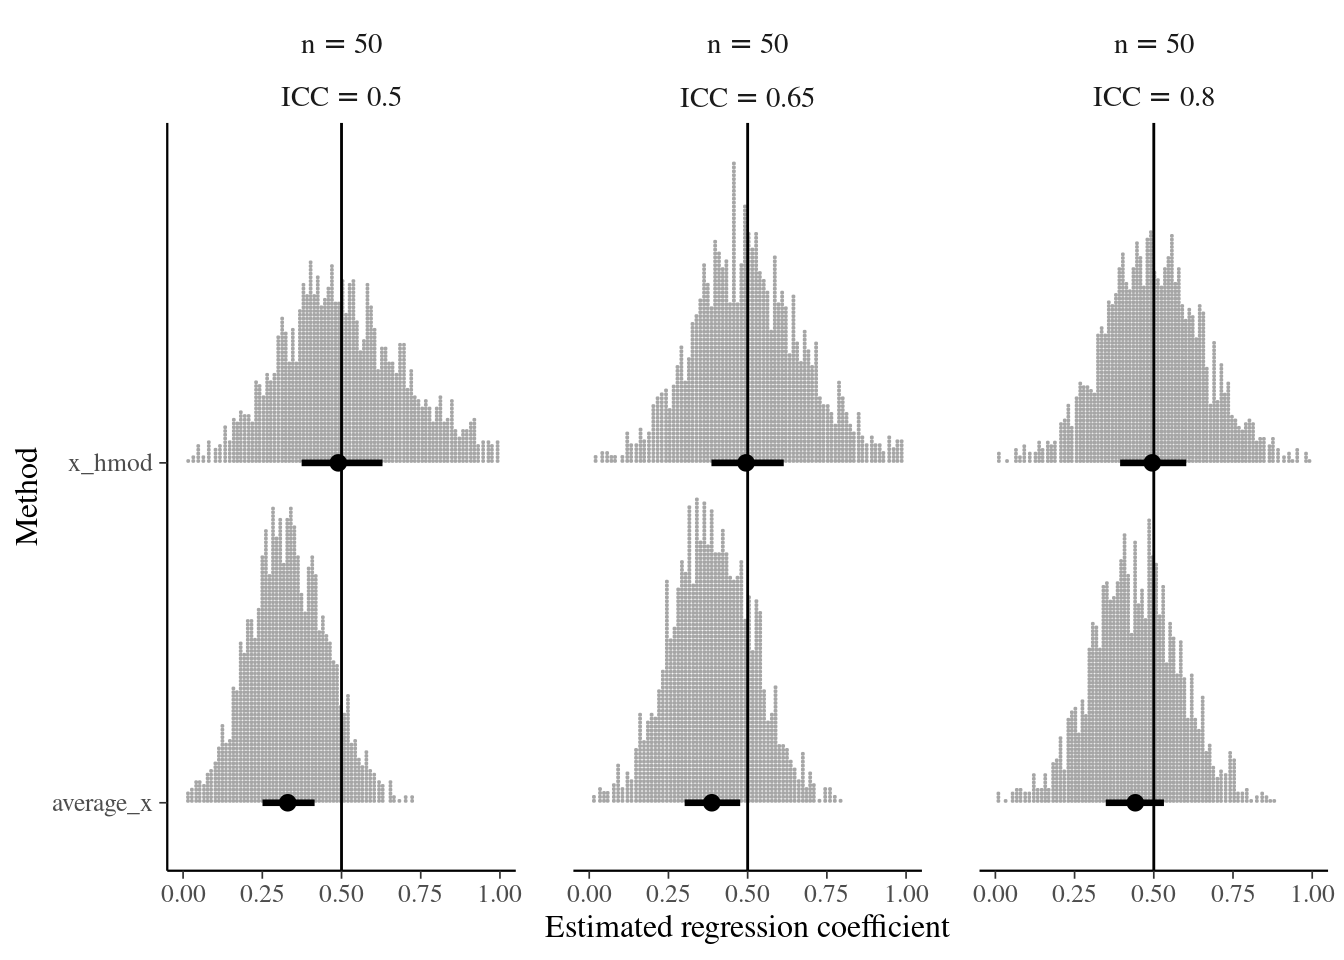 n = 50
n = 50
n = 50
ICC = 0.5
ICC = 0.65
ICC = 0.8
Method
x_hmod
average_x
0.00 0.25 0.50 0.75 1.00
0.00 0.25 0.50 0.75 1.00
0.00 0.25 0.50 0.75 1.00
Estimated regression coefficient